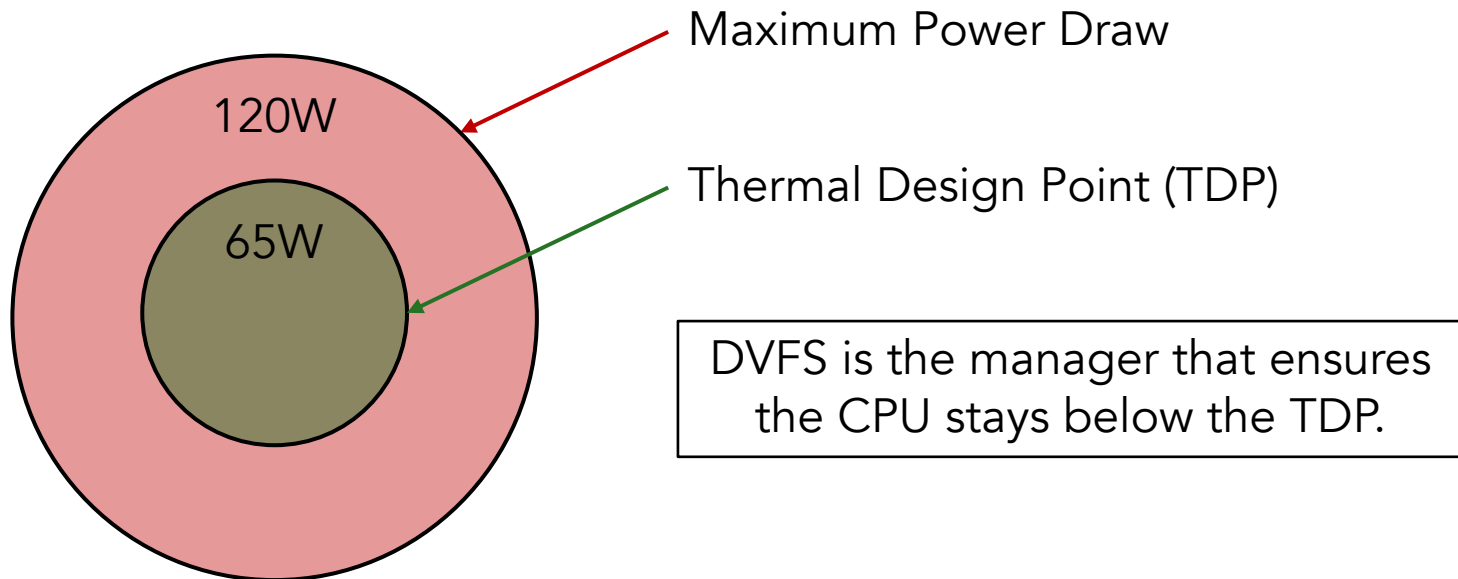 Maximum Power Draw
120W
Thermal Design Point (TDP)
65W
DVFS is the manager that ensures
the CPU stays below the TDP.